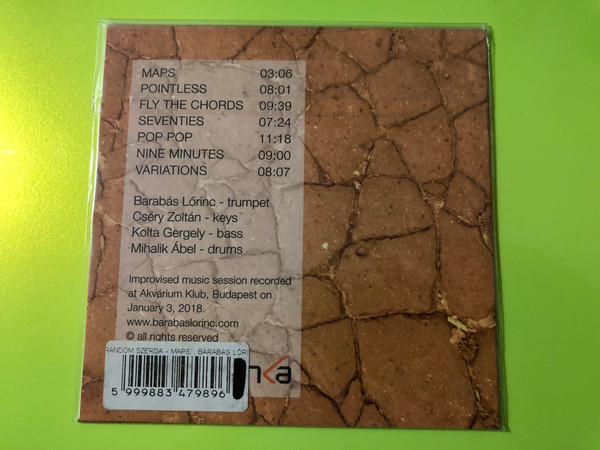 MAPS 03:06
POINTLESS 08:01
FLY THE CHORDS 09:39
SEVENTIES 07:24
POP POP 11:18
NINE MINUTES 09:00
VARIATIONS 08:07
Barabás Lőrinc - trumpet
Cséry Zoltán - keys
Kolta Gergely - bass
Mihalik Ábel - drums
Improvised music session recorded
at Akvárium Klub, Budapest on
January 3, 2018.
www.barabaslorinc.com
© all rights reserved
RANDOM SZERDA - MAPS : BARABÁS LŐRI
5 999883 479896